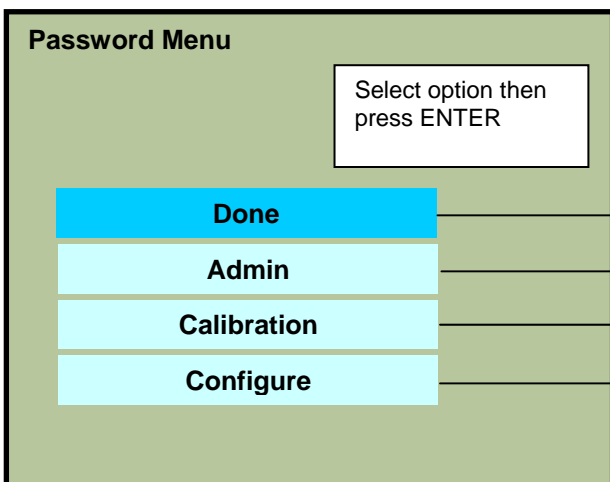 Password Menu
Select option then
press ENTER
Done
Admin
Calibration
Configure